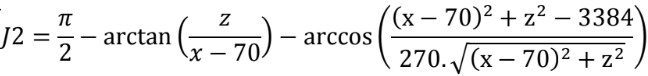 J2 = π/2 − arctan(z/(x − 70)) − arccos(((x − 70)² + z² − 3384)/(270.√((x − 70)² + z²)))